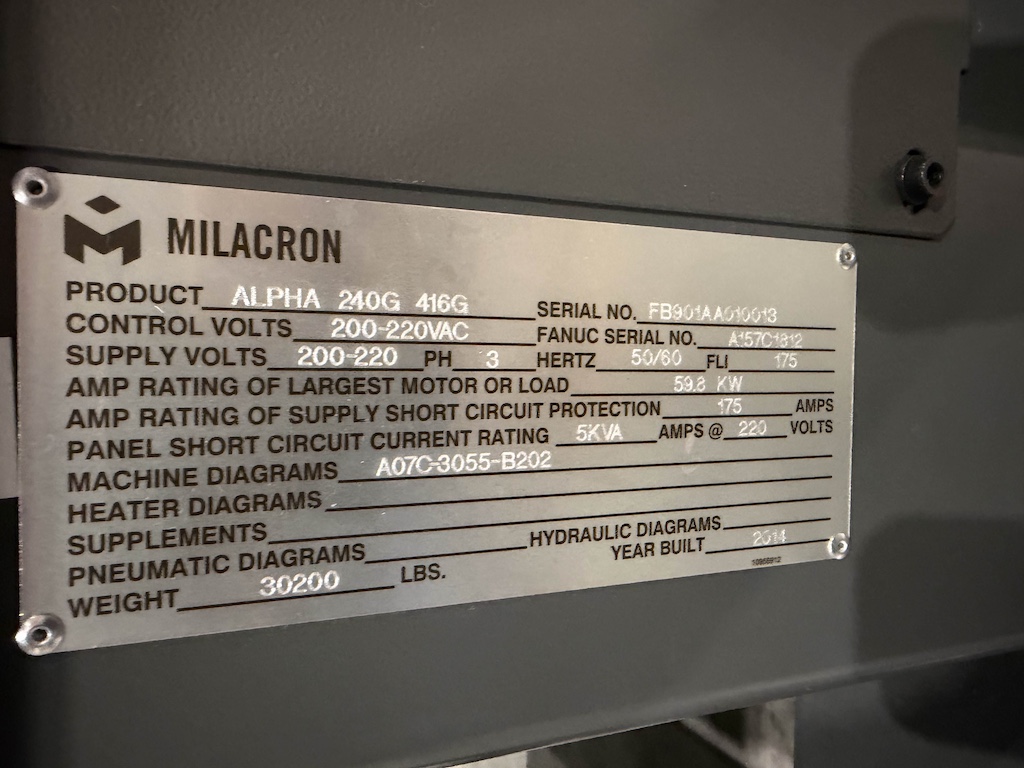 MILACRON
PRODUCT ALPHA 240G 416G SERIAL NO. FB901AA010013
CONTROL VOLTS 200-220VAC FANUC SERIAL NO. A157C1812
SUPPLY VOLTS 200-220 PH 3 HERTZ 50/60 FLI 175
AMP RATING OF LARGEST MOTOR OR LOAD 59.8 KW
AMP RATING OF SUPPLY SHORT CIRCUIT PROTECTION 175 AMPS
PANEL SHORT CIRCUIT CURRENT RATING 5KVA AMPS @ 220 VOLTS
MACHINE DIAGRAMS A07C-3055-B202
HEATER DIAGRAMS
SUPPLEMENTS
PNEUMATIC DIAGRAMS HYDRAULIC DIAGRAMS
WEIGHT 30200 LBS. YEAR BUILT 2014